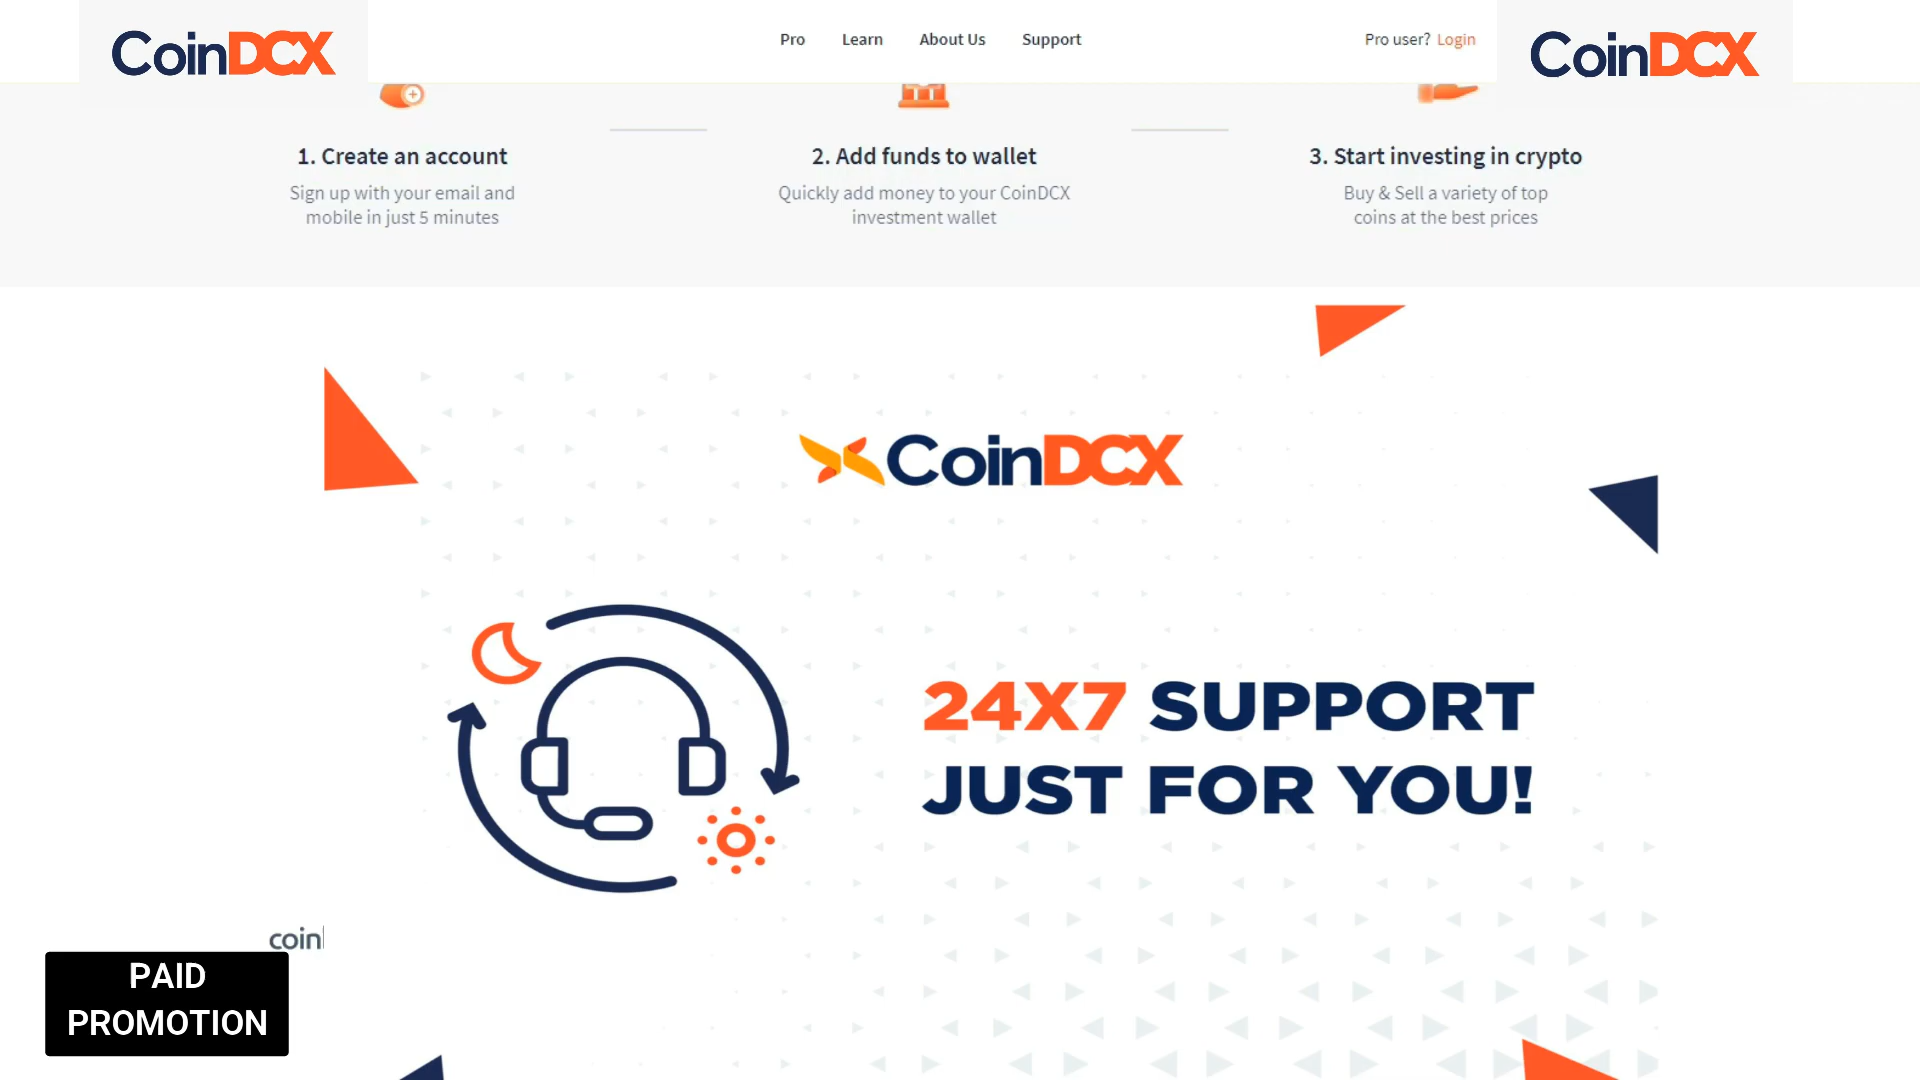 CoinDCX
Pro Learn About Us Support
Pro user? Login
CoinDCX
1. Create an account
Sign up with your email and
mobile in just 5 minutes
2. Add funds to wallet
Quickly add money to your CoinDCX
investment wallet
3. Start investing in crypto
Buy & Sell a variety of top
coins at the best prices
CoinDCX
24X7 SUPPORT
JUST FOR YOU!
coin
PAID
PROMOTION